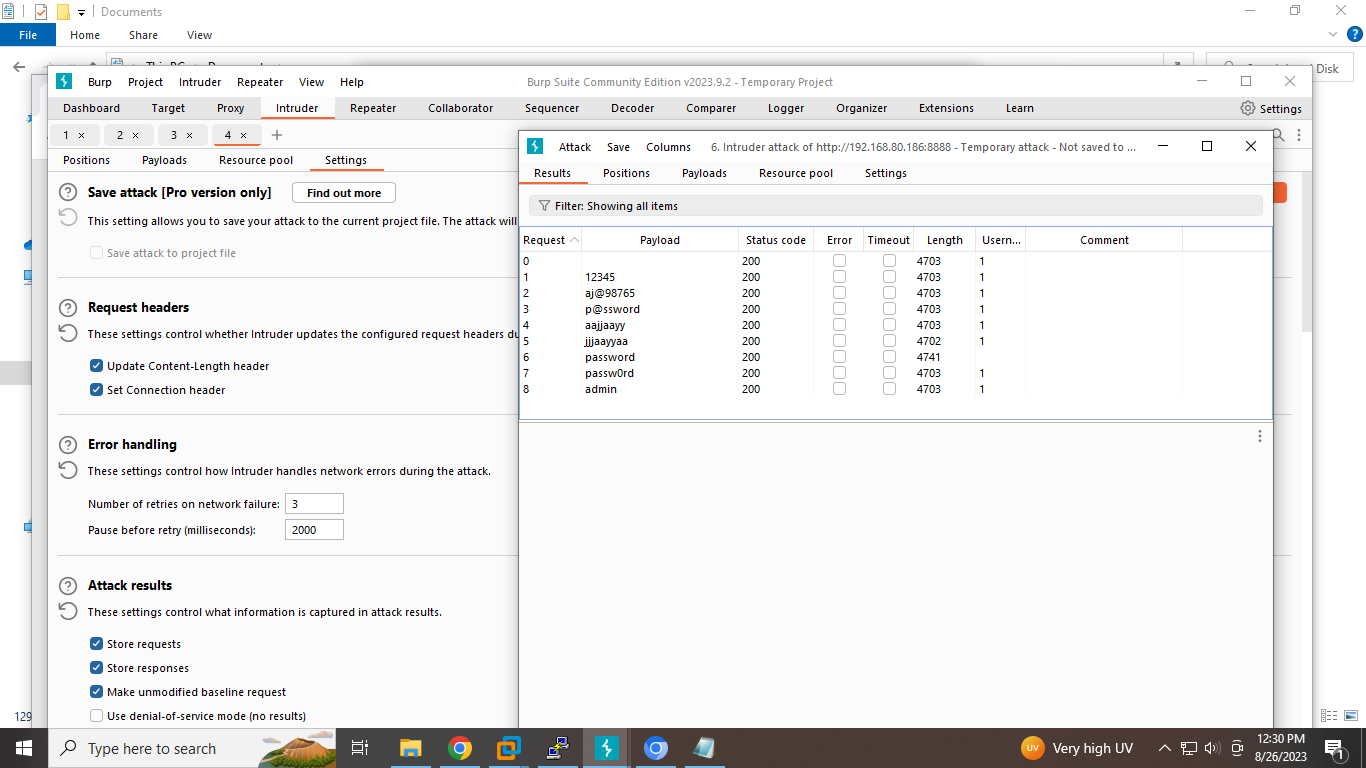 Documents
File Home Share View
Disk
Burp Project Intruder Repeater View Help Burp Suite Community Edition v2023.9.2 - Temporary Project
Dashboard Target Proxy Intruder Repeater Collaborator Sequencer Decoder Comparer Logger Organizer Extensions Learn Settings
1 × 2 × 3 × 4 × +
Positions Payloads Resource pool Settings
Save attack [Pro version only] Find out more
This setting allows you to save your attack to the current project file. The attack will
Save attack to project file
Request headers
These settings control whether Intruder updates the configured request headers du
Update Content-Length header
Set Connection header
Error handling
These settings control how Intruder handles network errors during the attack.
Number of retries on network failure: 3
Pause before retry (milliseconds): 2000
Attack results
These settings control what information is captured in attack results.
Store requests
Store responses
Make unmodified baseline request
Use denial-of-service mode (no results)
Attack Save Columns 6. Intruder attack of http://192.168.80.186:8888 - Temporary attack - Not saved to ...
Results Positions Payloads Resource pool Settings
Filter: Showing all items
Request Payload Status code Error Timeout Length Usern... Comment
0 200 4703 1
1 12345 200 4703 1
2 aj@98765 200 4703 1
3 p@ssword 200 4703 1
4 aajjaayy 200 4703 1
5 jjjaayyaa 200 4702 1
6 password 200 4741
7 passw0rd 200 4703 1
8 admin 200 4703 1
129
Type here to search UV Very high UV 12:30 PM
8/26/2023 1